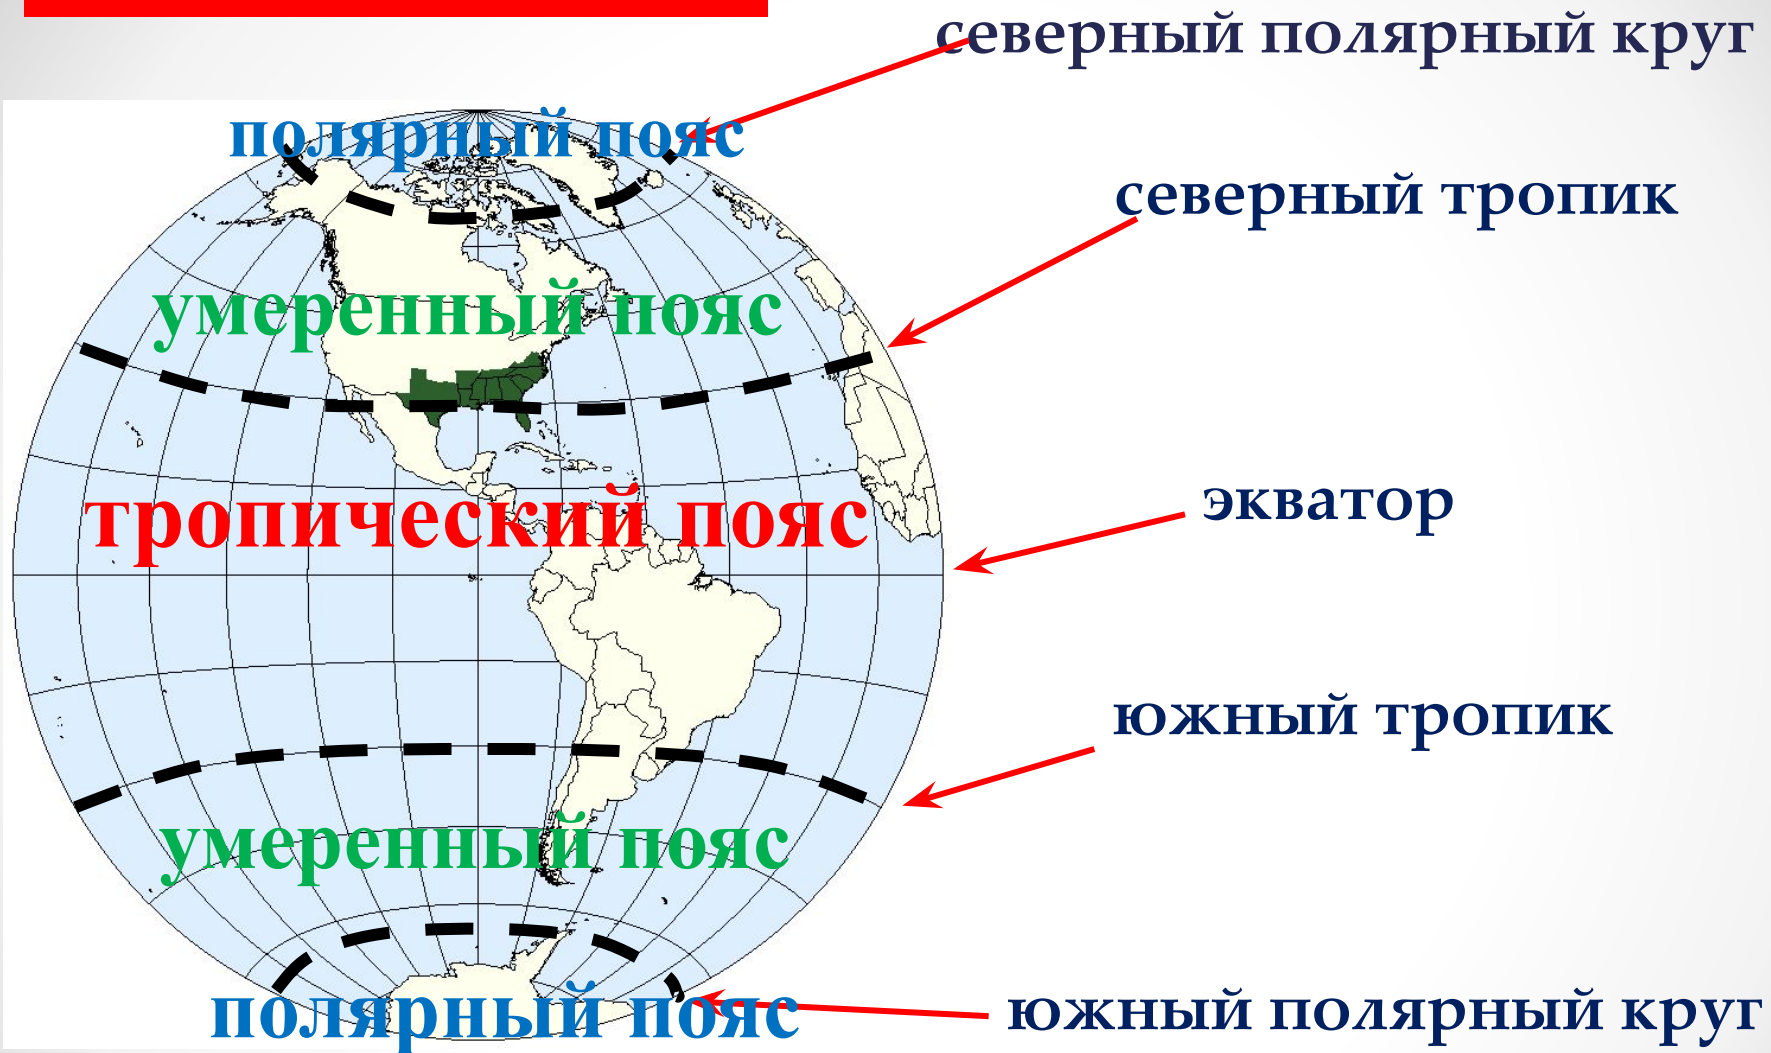 северный полярный круг
полярный пояс
северный тропик
умеренный пояс
тропический пояс
экватор
южный тропик
умеренный пояс
полярный пояс
южный полярный круг